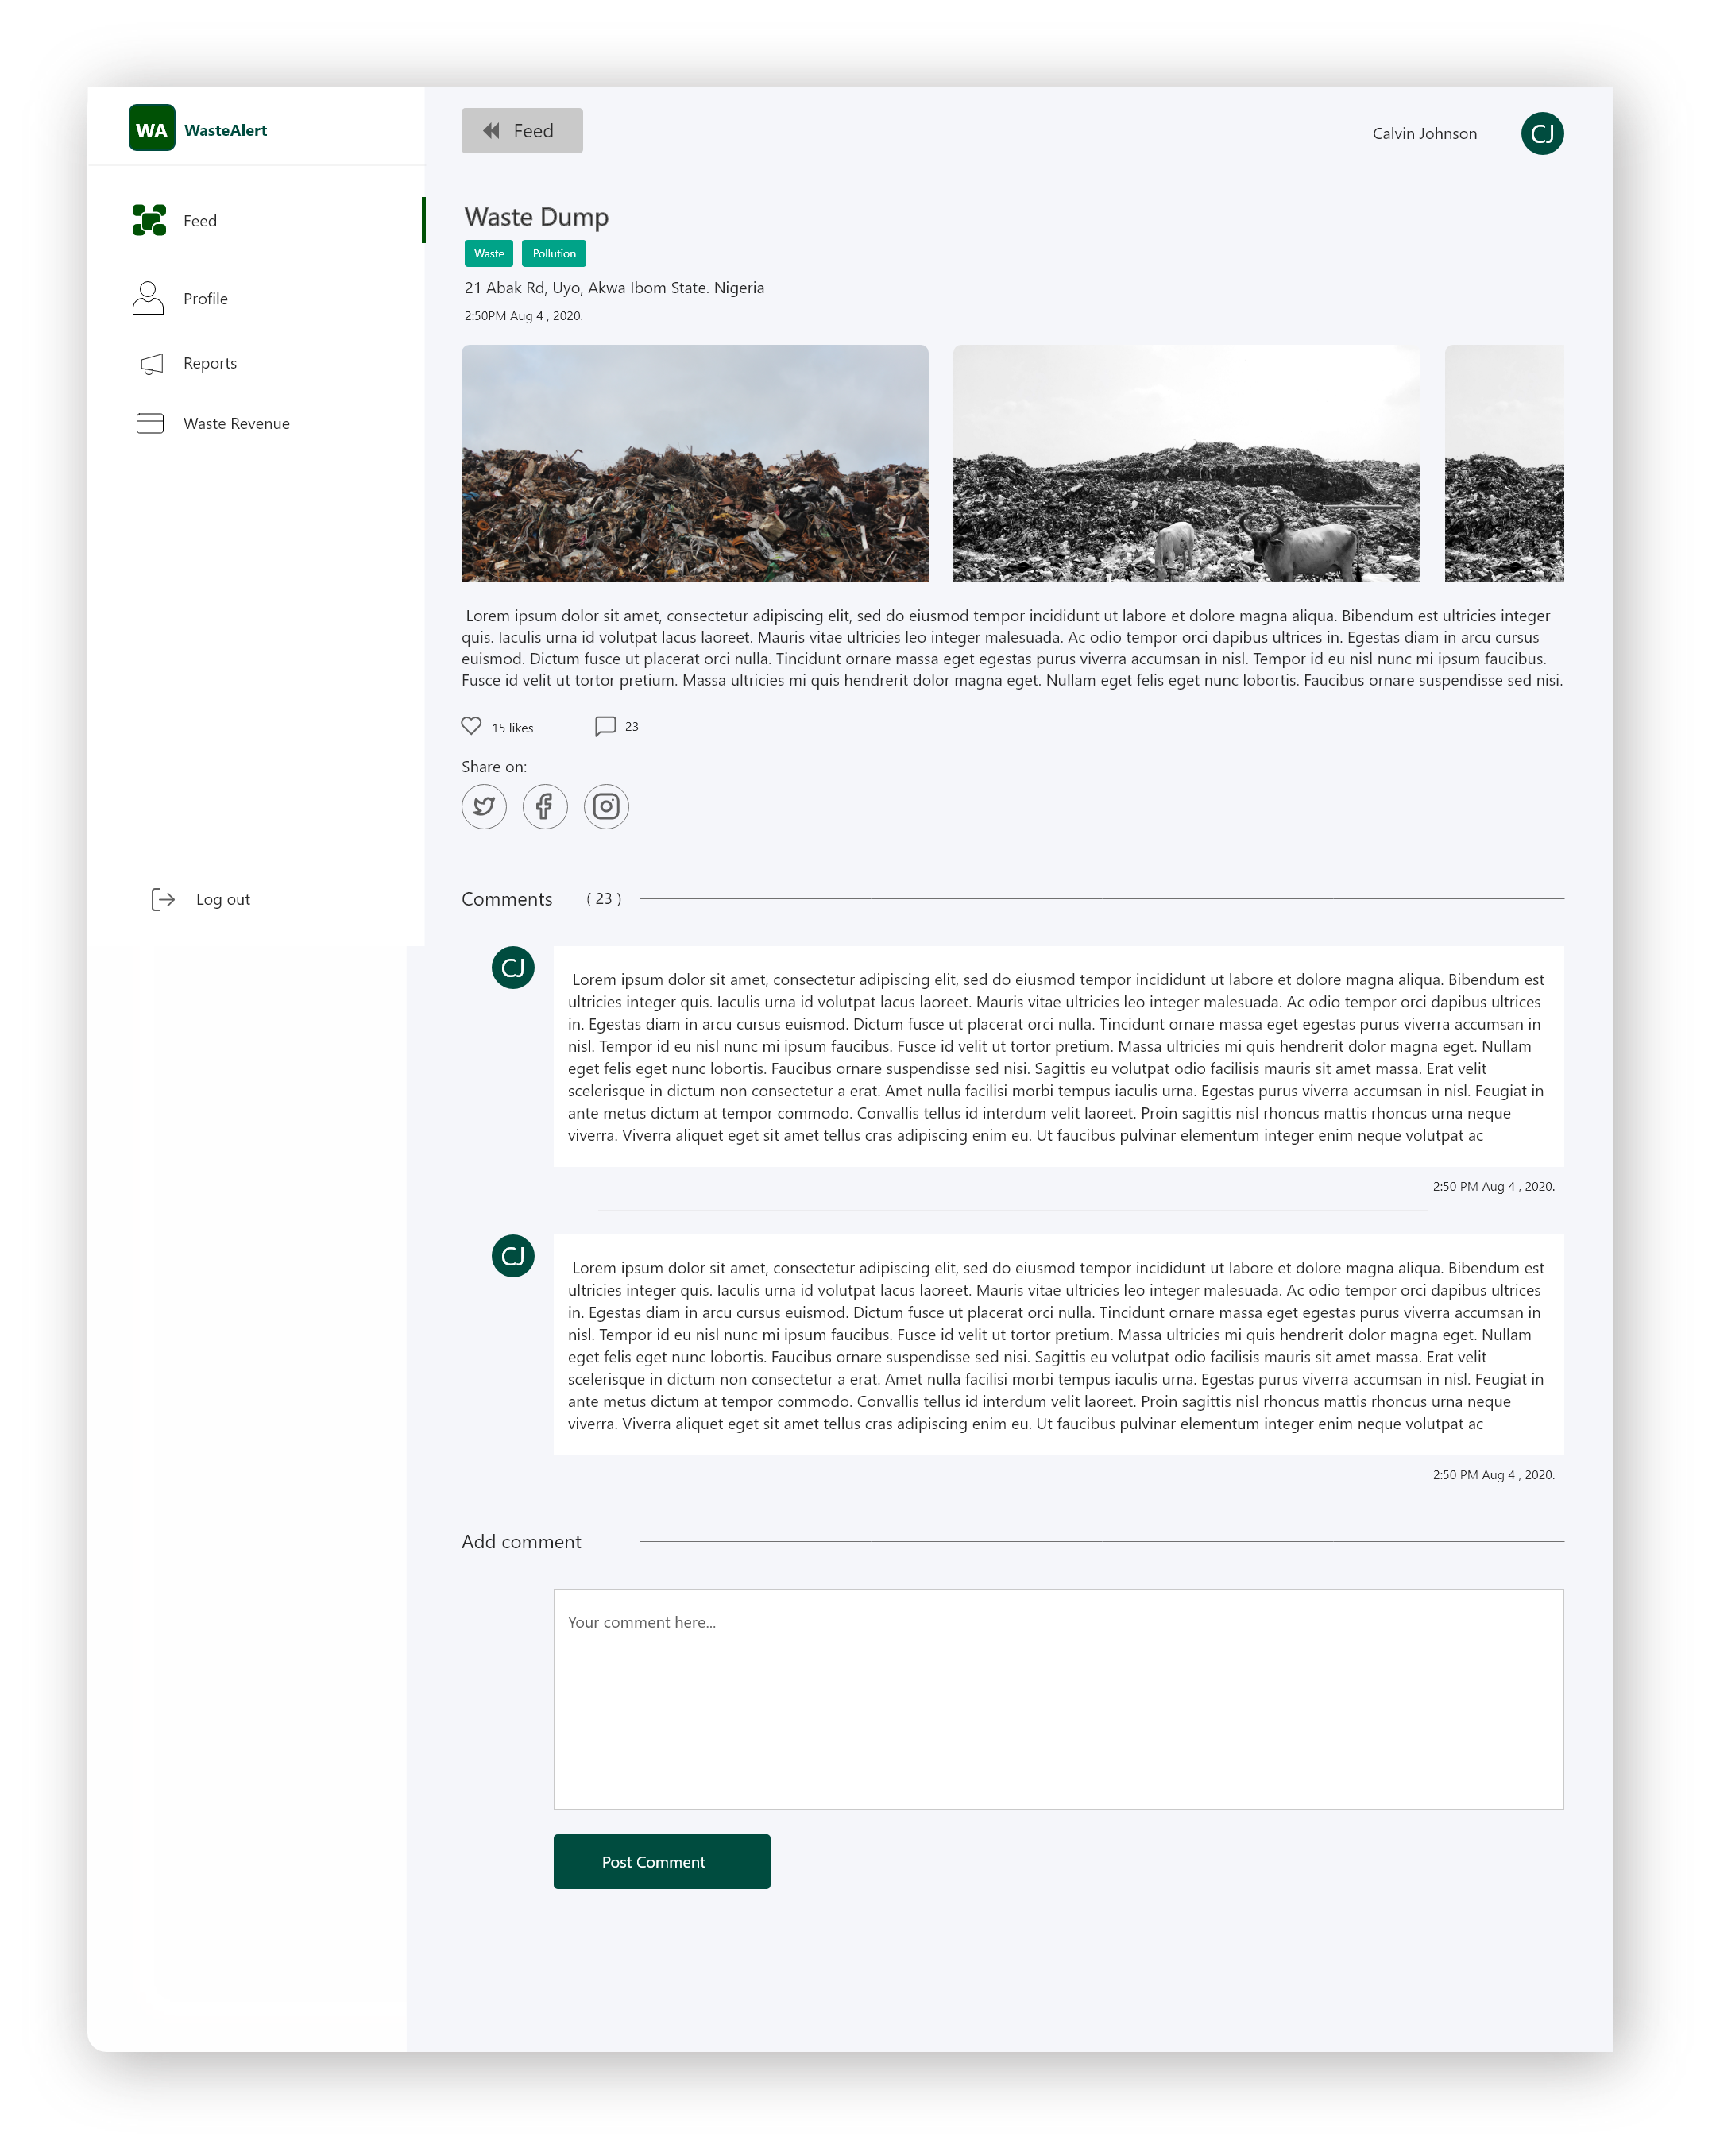 WA WasteAlert
Feed
Profile
Reports
Waste Revenue
Log out
Feed
Calvin Johnson
CJ
Waste Dump
Waste Pollution
21 Abak Rd, Uyo, Akwa Ibom State. Nigeria
2:50PM Aug 4 , 2020.
Lorem ipsum dolor sit amet, consectetur adipiscing elit, sed do eiusmod tempor incididunt ut labore et dolore magna aliqua. Bibendum est ultricies integer
quis. Iaculis urna id volutpat lacus laoreet. Mauris vitae ultricies leo integer malesuada. Ac odio tempor orci dapibus ultrices in. Egestas diam in arcu cursus
euismod. Dictum fusce ut placerat orci nulla. Tincidunt ornare massa eget egestas purus viverra accumsan in nisl. Tempor id eu nisl nunc mi ipsum faucibus.
Fusce id velit ut tortor pretium. Massa ultricies mi quis hendrerit dolor magna eget. Nullam eget felis eget nunc lobortis. Faucibus ornare suspendisse sed nisi.
15 likes 23
Share on:
Comments ( 23 )
CJ
Lorem ipsum dolor sit amet, consectetur adipiscing elit, sed do eiusmod tempor incididunt ut labore et dolore magna aliqua. Bibendum est
ultricies integer quis. Iaculis urna id volutpat lacus laoreet. Mauris vitae ultricies leo integer malesuada. Ac odio tempor orci dapibus ultrices
in. Egestas diam in arcu cursus euismod. Dictum fusce ut placerat orci nulla. Tincidunt ornare massa eget egestas purus viverra accumsan in
nisl. Tempor id eu nisl nunc mi ipsum faucibus. Fusce id velit ut tortor pretium. Massa ultricies mi quis hendrerit dolor magna eget. Nullam
eget felis eget nunc lobortis. Faucibus ornare suspendisse sed nisi. Sagittis eu volutpat odio facilisis mauris sit amet massa. Erat velit
scelerisque in dictum non consectetur a erat. Amet nulla facilisi morbi tempus iaculis urna. Egestas purus viverra accumsan in nisl. Feugiat in
ante metus dictum at tempor commodo. Convallis tellus id interdum velit laoreet. Proin sagittis nisl rhoncus mattis rhoncus urna neque
viverra. Viverra aliquet eget sit amet tellus cras adipiscing enim eu. Ut faucibus pulvinar elementum integer enim neque volutpat ac
2:50 PM Aug 4 , 2020.
CJ
Lorem ipsum dolor sit amet, consectetur adipiscing elit, sed do eiusmod tempor incididunt ut labore et dolore magna aliqua. Bibendum est
ultricies integer quis. Iaculis urna id volutpat lacus laoreet. Mauris vitae ultricies leo integer malesuada. Ac odio tempor orci dapibus ultrices
in. Egestas diam in arcu cursus euismod. Dictum fusce ut placerat orci nulla. Tincidunt ornare massa eget egestas purus viverra accumsan in
nisl. Tempor id eu nisl nunc mi ipsum faucibus. Fusce id velit ut tortor pretium. Massa ultricies mi quis hendrerit dolor magna eget. Nullam
eget felis eget nunc lobortis. Faucibus ornare suspendisse sed nisi. Sagittis eu volutpat odio facilisis mauris sit amet massa. Erat velit
scelerisque in dictum non consectetur a erat. Amet nulla facilisi morbi tempus iaculis urna. Egestas purus viverra accumsan in nisl. Feugiat in
ante metus dictum at tempor commodo. Convallis tellus id interdum velit laoreet. Proin sagittis nisl rhoncus mattis rhoncus urna neque
viverra. Viverra aliquet eget sit amet tellus cras adipiscing enim eu. Ut faucibus pulvinar elementum integer enim neque volutpat ac
2:50 PM Aug 4 , 2020.
Add comment
Your comment here...
Post Comment